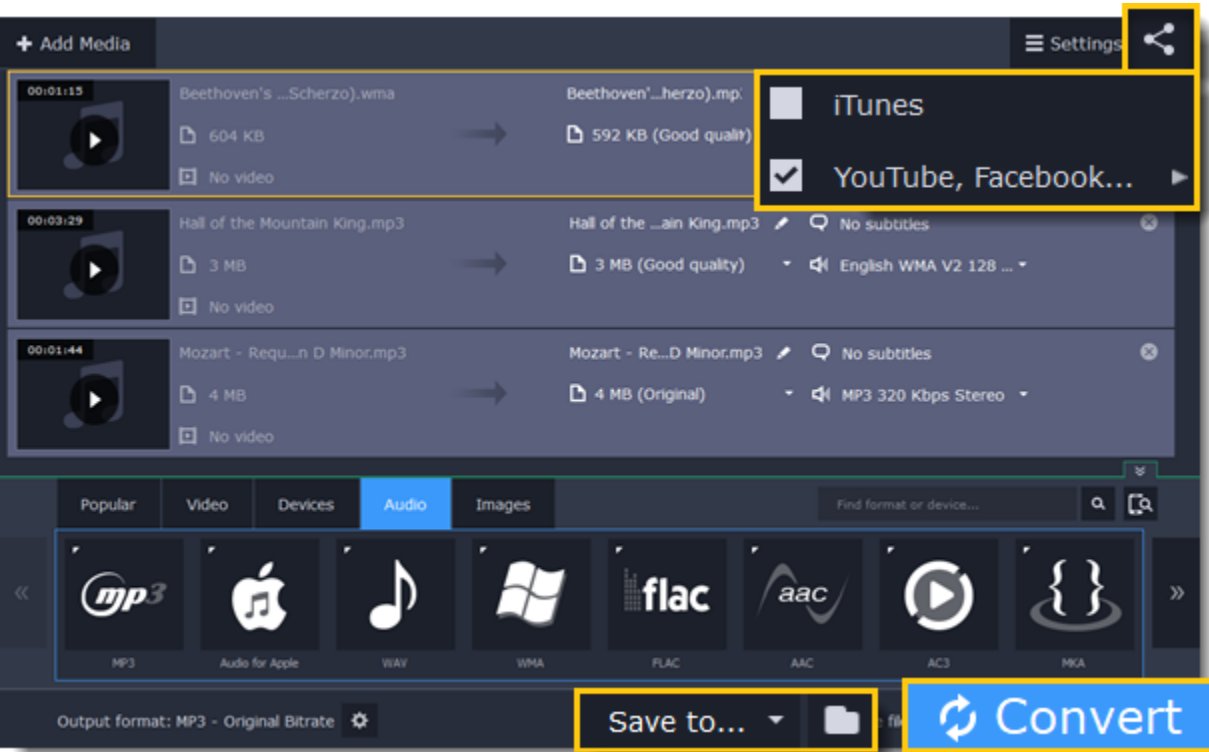 Add Media
Settings
iTunes
YouTube, Facebook...
00:01:15
Beethoven's ...Scherzo).wma
604 KB
No video
Beethoven'...herzo).mp
592 KB (Good quality)
00:03:29
Hall of the Mountain King.mp3
3 MB
No video
Hall of the ...ain King.mp3
3 MB (Good quality)
No subtitles
English WMA V2 128 ...
00:01:44
Mozart - Requ...n D Minor.mp3
4 MB
No video
Mozart - Re...D Minor.mp3
4 MB (Original)
No subtitles
MP3 320 Kbps Stereo
Popular
Video
Devices
Audio
Images
Find format or device...
mp3
flac
aac
{}
MP3
Audio for Apple
WAV
WMA
FLAC
AAC
AC3
MKA
Output format: MP3 - Original Bitrate
Save to...
Convert